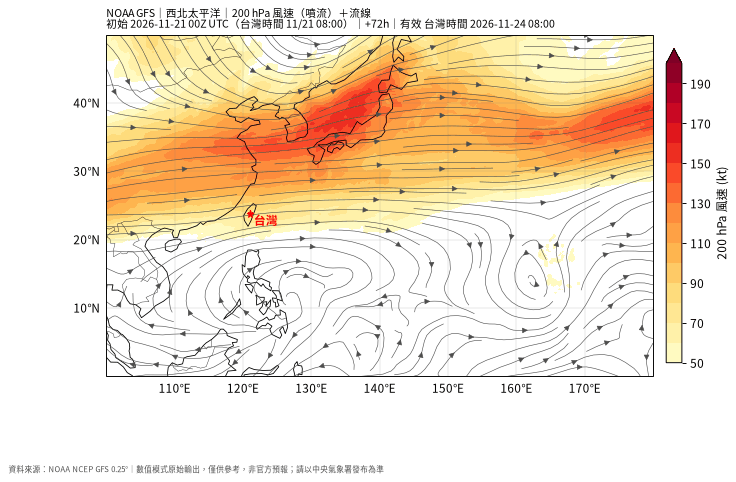 NOAA GFS｜西北太平洋｜200 hPa 風速（噴流）＋流線
初始 2026-11-21 00Z UTC（台灣時間 11/21 08:00）｜+72h｜有效 台灣時間 2026-11-24 08:00
40°N
30°N
20°N
10°N
台灣
110°E 120°E 130°E 140°E 150°E 160°E 170°E
190
170
150
130
110
90
70
50
200 hPa 風速 (kt)
資料來源：NOAA NCEP GFS 0.25°｜數值模式原始輸出，僅供參考，非官方預報；請以中央氣象署發布為準